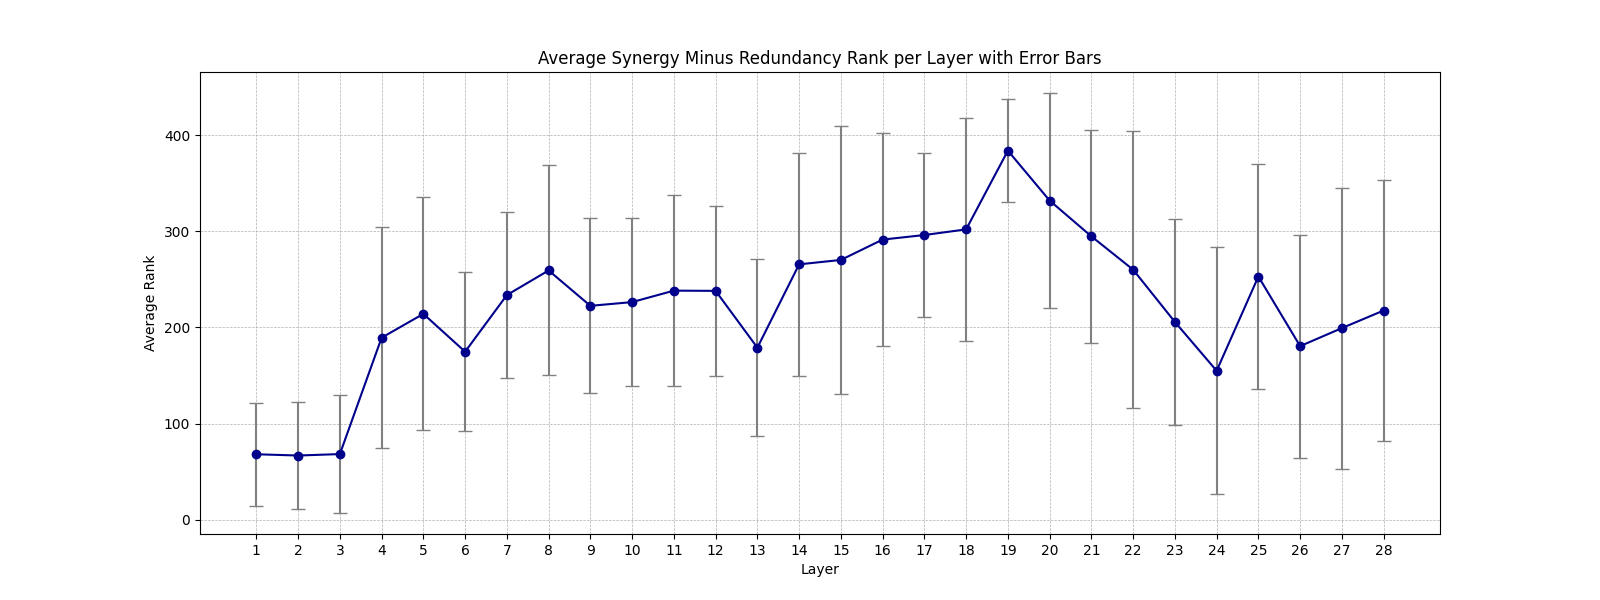 Average Synergy Minus Redundancy Rank per Layer with Error Bars
Average Rank
400
300
200
100
0
1 2 3 4 5 6 7 8 9 10 11 12 13 14 15 16 17 18 19 20 21 22 23 24 25 26 27 28
Layer